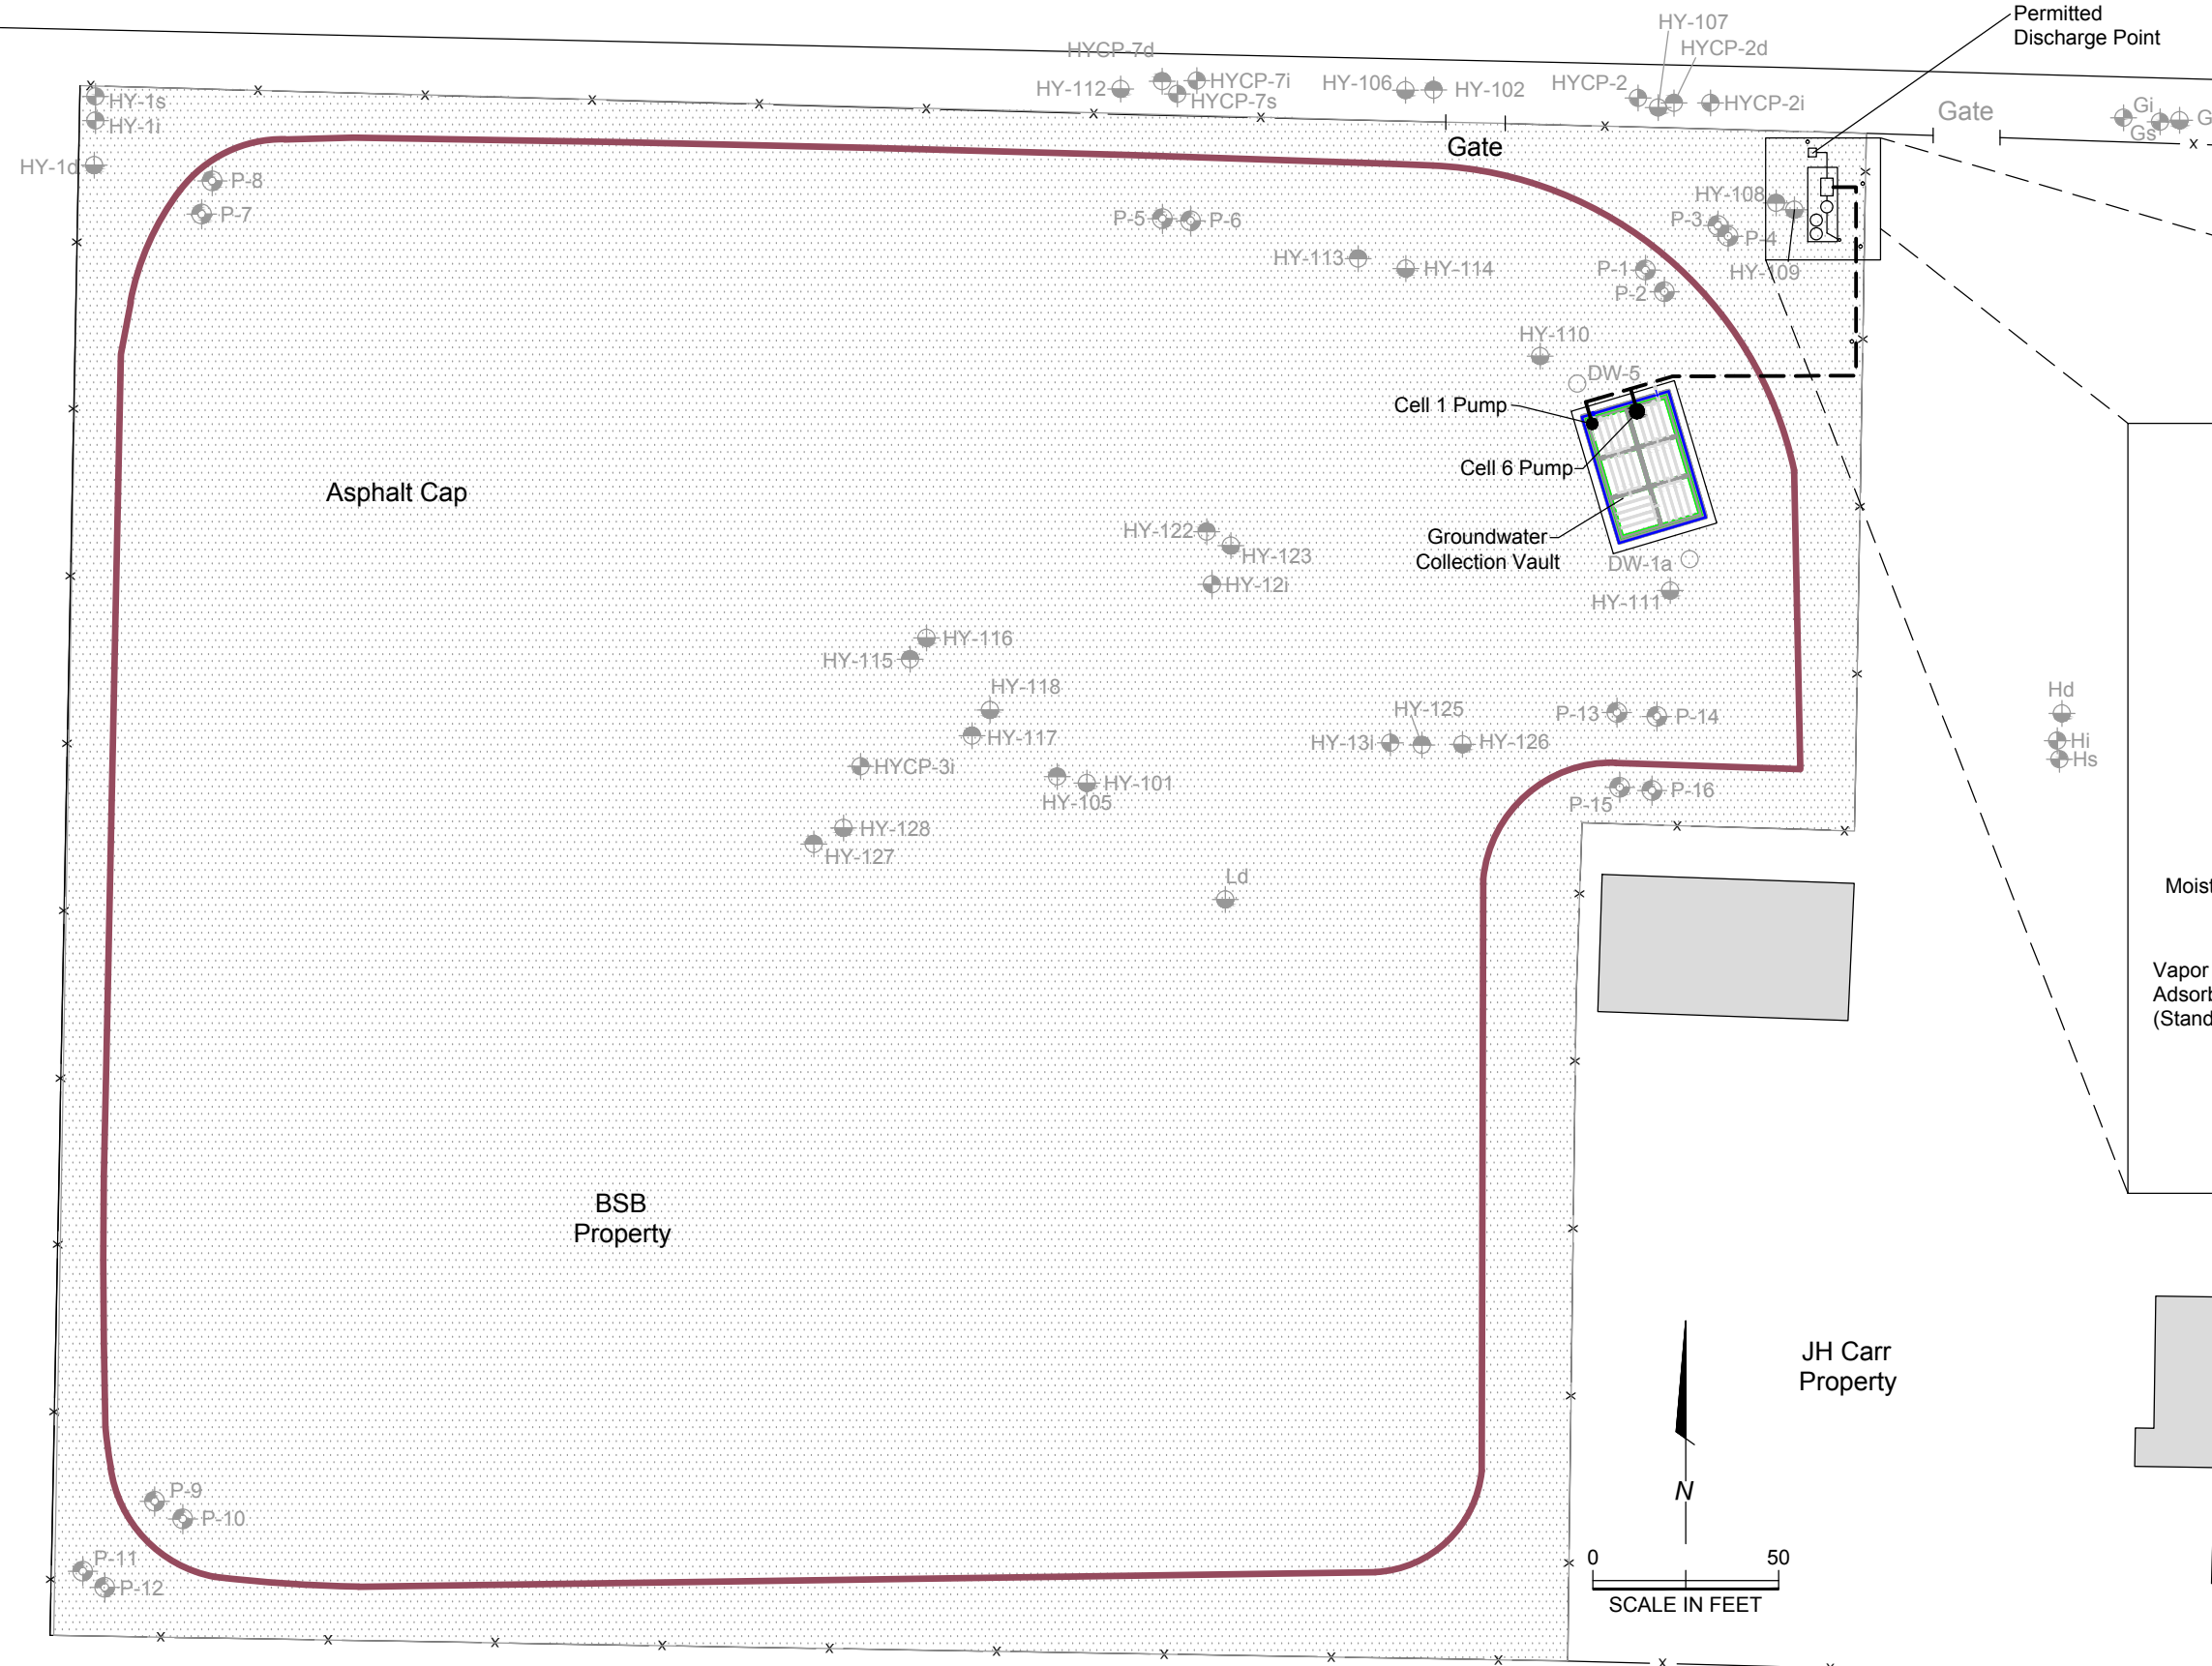 Permitted
Discharge Point
HY-107
HYCP-2d
HYCP-7d
HYCP-7i
HY-112
HYCP-7s
HY-106
HY-102
HYCP-2
HYCP-2i
Gate
Gi
Gs
G
HY-1s
HY-1i
HY-1d
Gate
P-8
P-7
P-5
P-6
HY-108
P-3
P-4
HY-109
HY-113
HY-114
P-1
P-2
HY-110
DW-5
Cell 1 Pump
Cell 6 Pump
Asphalt Cap
Groundwater
Collection Vault
HY-122
HY-123
HY-12i
DW-1a
HY-111
HY-116
HY-115
HY-118
HY-117
HYCP-3i
HY-101
HY-105
HY-125
HY-13i
HY-126
P-13
P-14
P-15
P-16
Hd
Hi
Hs
HY-128
HY-127
Ld
Mois
Vapor
Adsor
(Stand
BSB
Property
JH Carr
Property
N
P-9
P-10
P-11
P-12
0 50
SCALE IN FEET